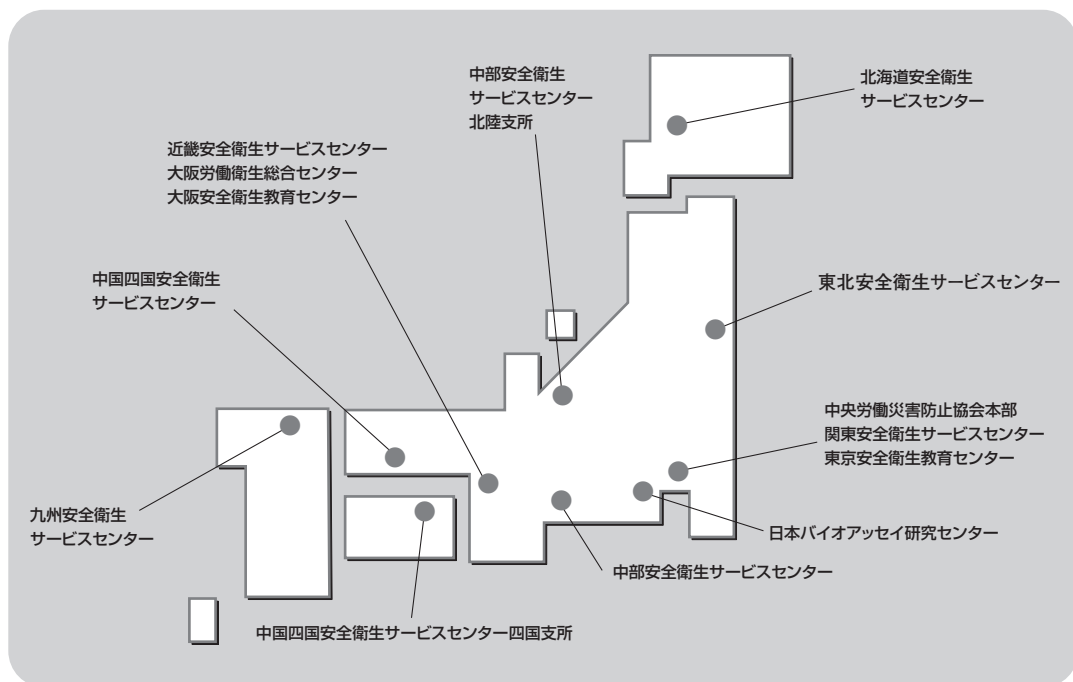 中部安全衛生
サービスセンター
北陸支所
北海道安全衛生
サービスセンター
近畿安全衛生サービスセンター
大阪労働衛生総合センター
大阪安全衛生教育センター
中国四国安全衛生
サービスセンター
東北安全衛生サービスセンター
中央労働災害防止協会本部
関東安全衛生サービスセンター
東京安全衛生教育センター
九州安全衛生
サービスセンター
日本バイオアッセイ研究センター
中部安全衛生サービスセンター
中国四国安全衛生サービスセンター四国支所